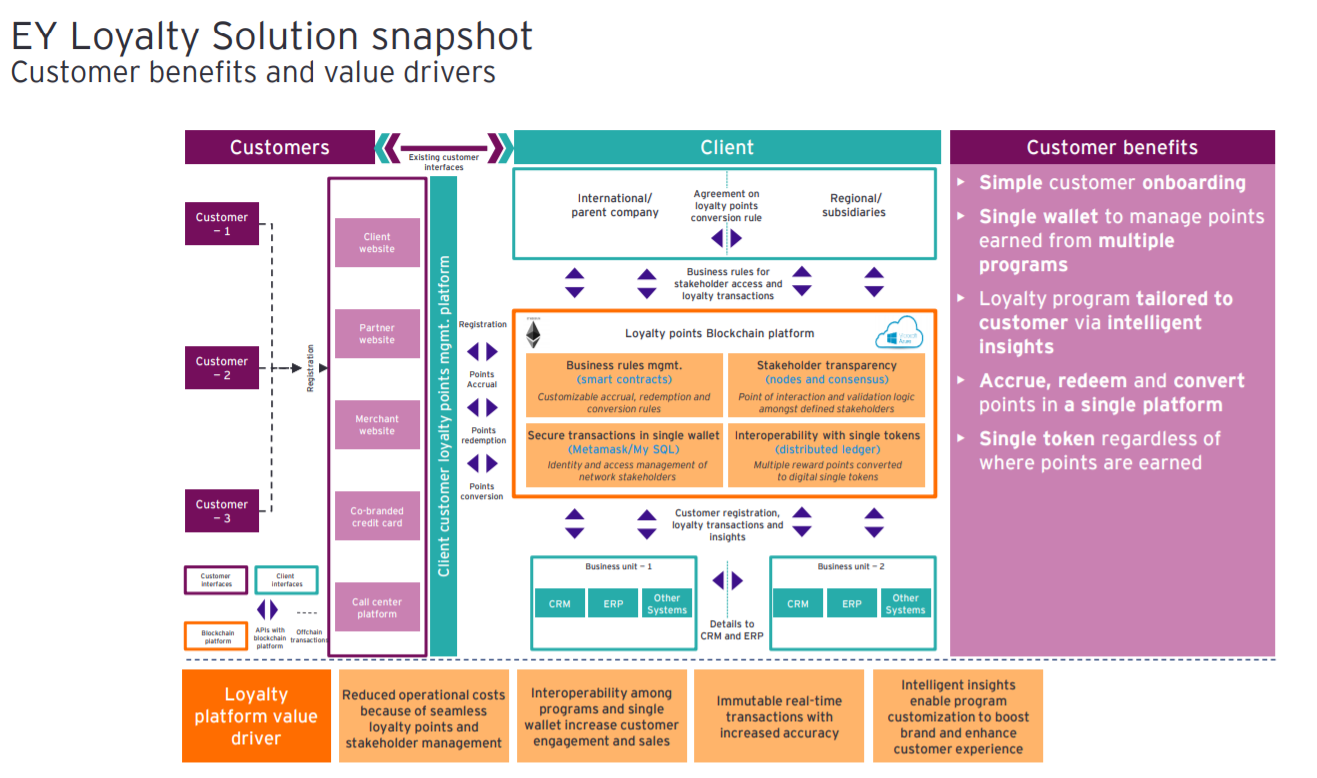 EY Loyalty Solution snapshot
Customer benefits and value drivers
Customers
Existing customer
interfaces
Client
Customer benefits
Customer
– 1
Customer
– 2
Customer
– 3
Registration
Client
website
Partner
website
Merchant
website
Co-branded
credit card
Call center
platform
Client customer loyalty points mgmt. platform
Registration
Points
Accrual
Points
redemption
Points
conversion
International/
parent company
Agreement on
loyalty points
conversion rule
Regional/
subsidiaries
Business rules for
stakeholder access and
loyalty transactions
Loyalty points Blockchain platform
Azure
Business rules mgmt.
(smart contracts)
Customizable accrual, redemption and
conversion rules
Stakeholder transparency
(nodes and consensus)
Point of interaction and validation logic
amongst defined stakeholders
Secure transactions in single wallet
(Metamask/My SQL)
Identity and access management of
network stakeholders
Interoperability with single tokens
(distributed ledger)
Multiple reward points converted
to digital single tokens
Customer registration,
loyalty transactions and
insights
Business unit – 1
CRM
ERP
Other
Systems
Details to
CRM and ERP
Business unit – 2
CRM
ERP
Other
Systems
Customer
interfaces
Client
interfaces
Blockchain
platform
APIs with
blockchain
platform
Offchain
transactions
▸ Simple customer onboarding
▸ Single wallet to manage points
earned from multiple
programs
▸ Loyalty program tailored to
customer via intelligent
insights
▸ Accrue, redeem and convert
points in a single platform
▸ Single token regardless of
where points are earned
Loyalty
platform value
driver
Reduced operational costs
because of seamless
loyalty points and
stakeholder management
Interoperability among
programs and single
wallet increase customer
engagement and sales
Immutable real-time
transactions with
increased accuracy
Intelligent insights
enable program
customization to boost
brand and enhance
customer experience